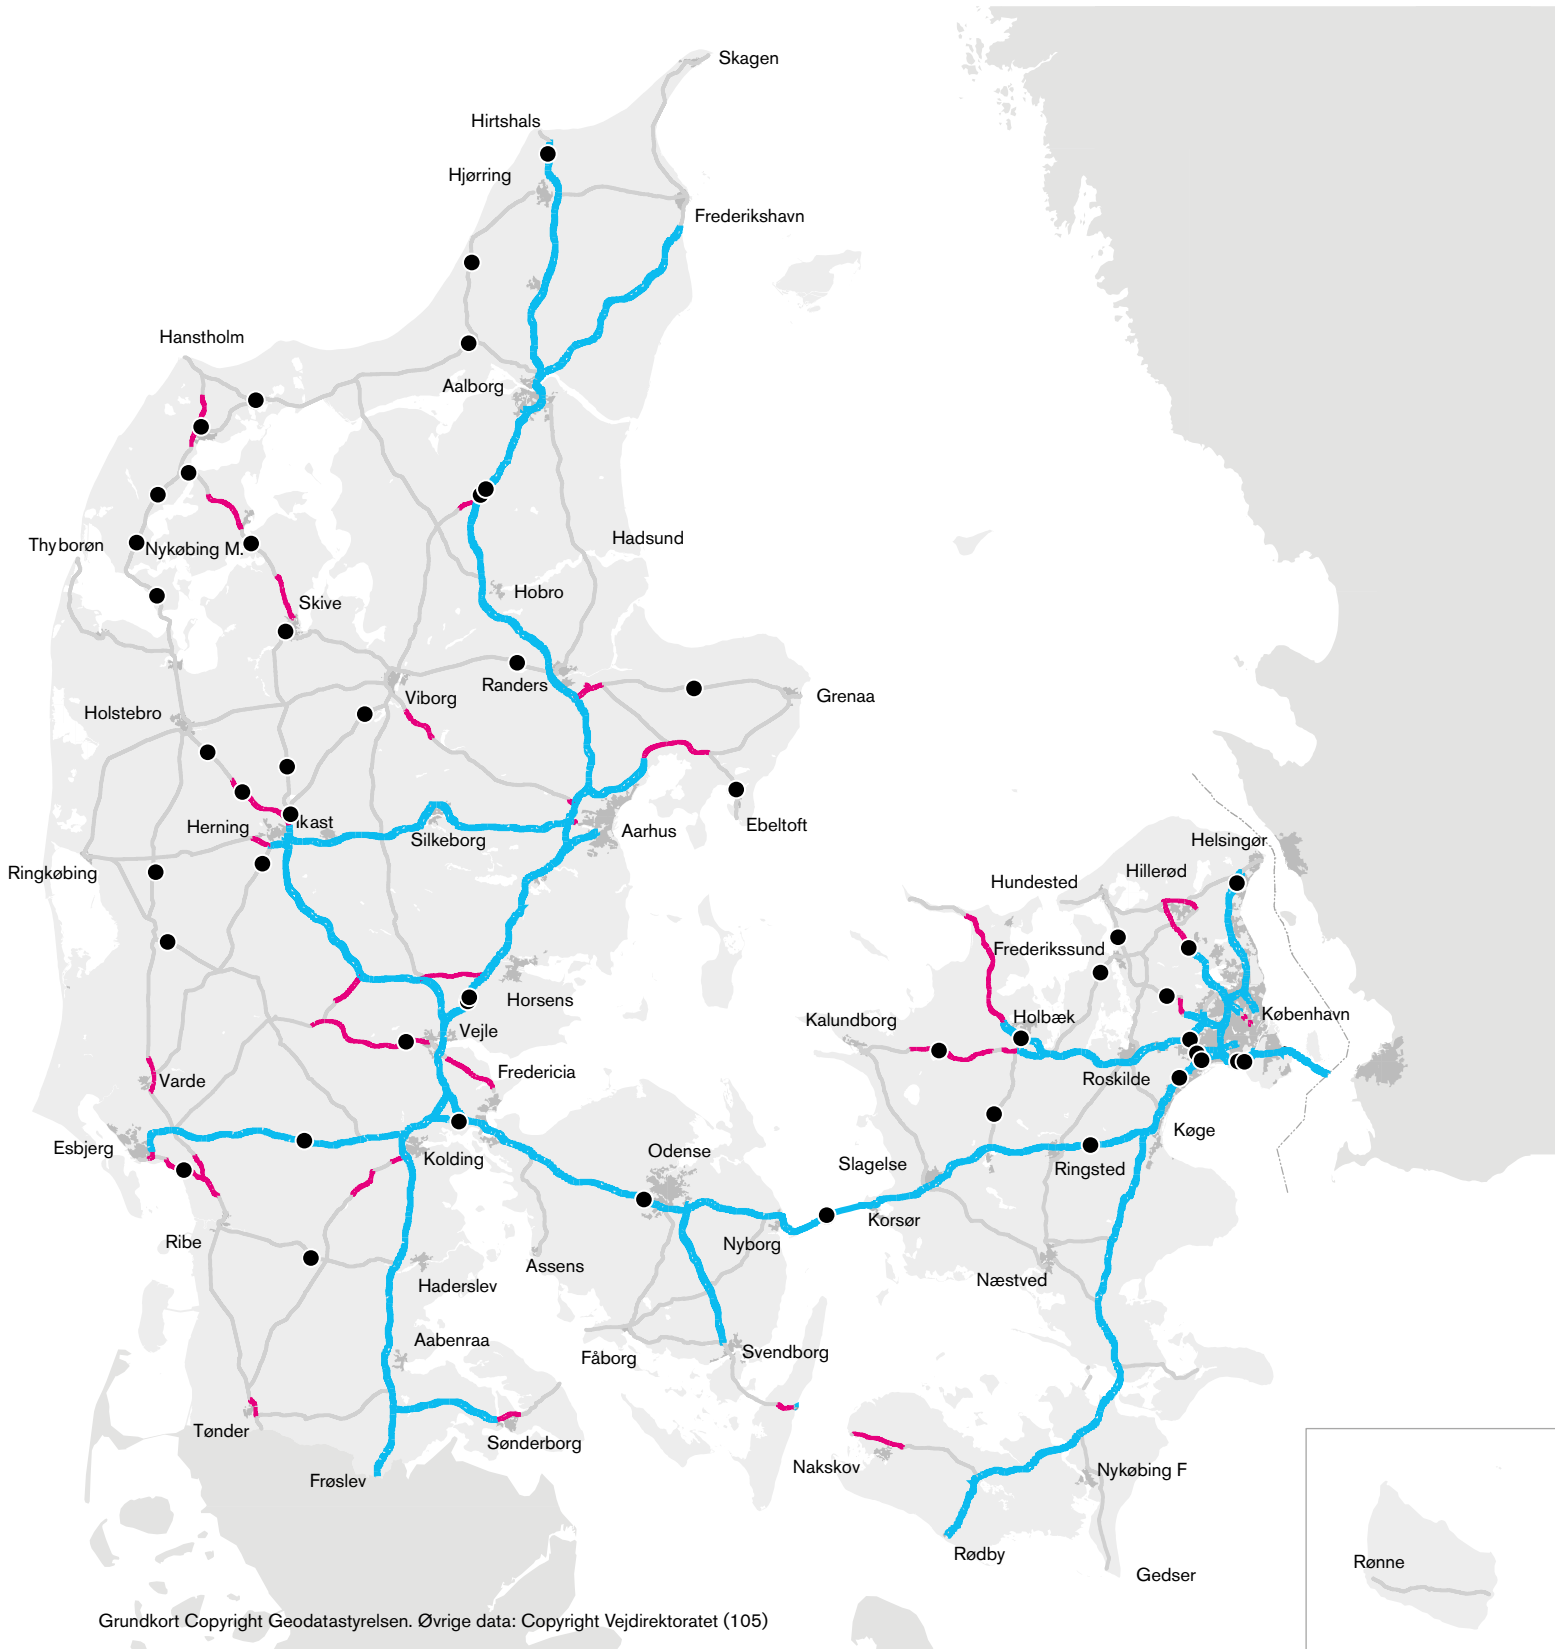 Skagen
Hirtshals
Hjørring
Frederikshavn
Hanstholm
Aalborg
Hadsund
Thyborøn
Nykøbing M.
Hobro
Skive
Randers
Viborg
Grenaa
Holstebro
Ebeltoft
Ikast
Herning
Silkeborg
Aarhus
Helsingør
Ringkøbing
Hillerød
Hundested
Frederikssund
Horsens
København
Holbæk
Kalundborg
Vejle
Fredericia
Roskilde
Varde
Køge
Esbjerg
Odense
Kolding
Slagelse
Ringsted
Korsør
Ribe
Nyborg
Assens
Næstved
Haderslev
Aabenraa
Svendborg
Fåborg
Tønder
Sønderborg
Nakskov
Nykøbing F
Frøslev
Rødby
Rønne
Gedser
Grundkort Copyright Geodatastyrelsen. Øvrige data: Copyright Vejdirektoratet (105)